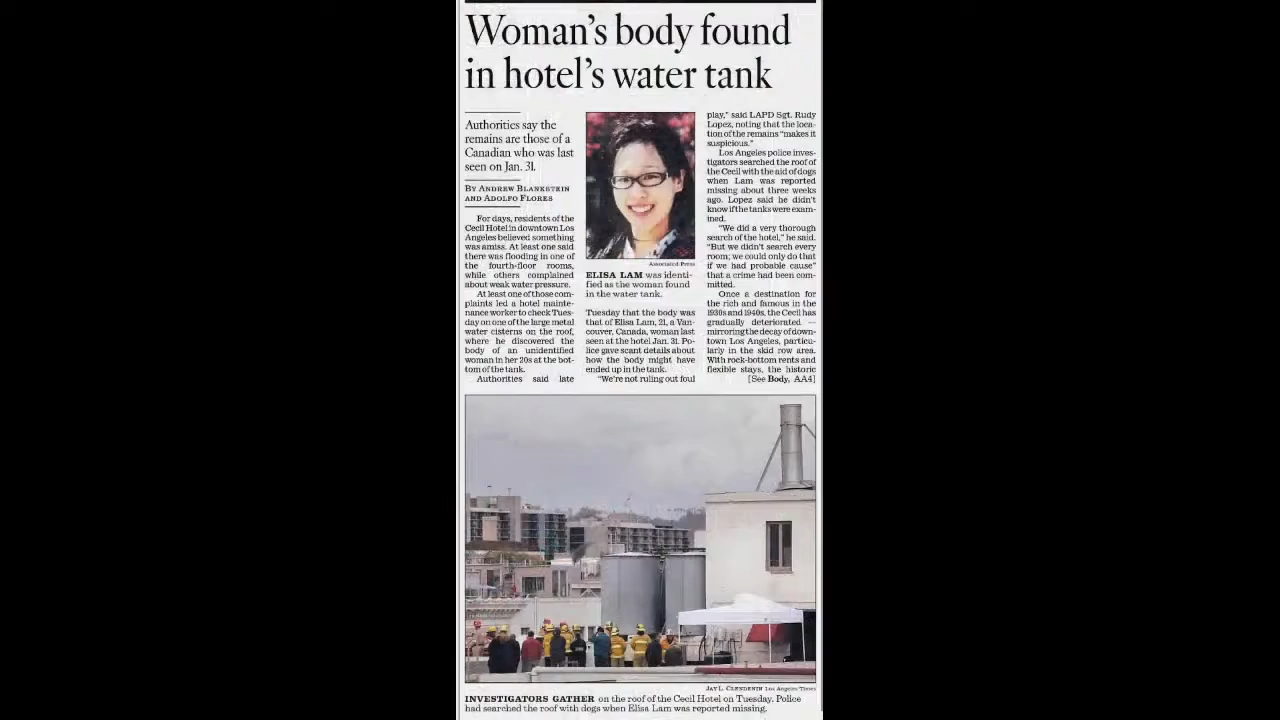 Woman's body found
in hotel's water tank
Authorities say the
remains are those of a
Canadian who was last
seen on Jan. 31.
By Andrew Blankstein
and Adolfo Flores
For days, residents of the
Cecil Hotel in downtown Los
Angeles believed something
was amiss. At least one said
there was flooding in one of
the fourth-floor rooms,
while others complained
about weak water pressure.
At least one of those com-
plaints led a hotel mainte-
nance worker to check Tues-
day on one of the large metal
water cisterns on the roof,
where he discovered the
body of an unidentified
woman in her 20s at the bot-
tom of the tank.
Authorities said late
Associated Press
ELISA LAM was identi-
fied as the woman found
in the water tank.
Tuesday that the body was
that of Elisa Lam, 21, a Van-
couver, Canada, woman last
seen at the hotel Jan. 31. Po-
lice gave scant details about
how the body might have
ended up in the tank.
"We're not ruling out foul
play," said LAPD Sgt. Rudy
Lopez, noting that the loca-
tion of the remains "makes it
suspicious."
Los Angeles police inves-
tigators searched the roof of
the Cecil with the aid of dogs
when Lam was reported
missing about three weeks
ago. Lopez said he didn't
know if the tanks were exam-
ined.
"We did a very thorough
search of the hotel," he said.
"But we didn't search every
room; we could only do that
if we had probable cause"
that a crime had been com-
mitted.
Once a destination for
the rich and famous in the
1930s and 1940s, the Cecil has
gradually deteriorated —
mirroring the decay of down-
town Los Angeles, particu-
larly in the skid row area.
With rock-bottom rents and
flexible stays, the historic
[See Body, AA4]
Jay L. Clendenin Los Angeles Times
INVESTIGATORS GATHER on the roof of the Cecil Hotel on Tuesday. Police
had searched the roof with dogs when Elisa Lam was reported missing.